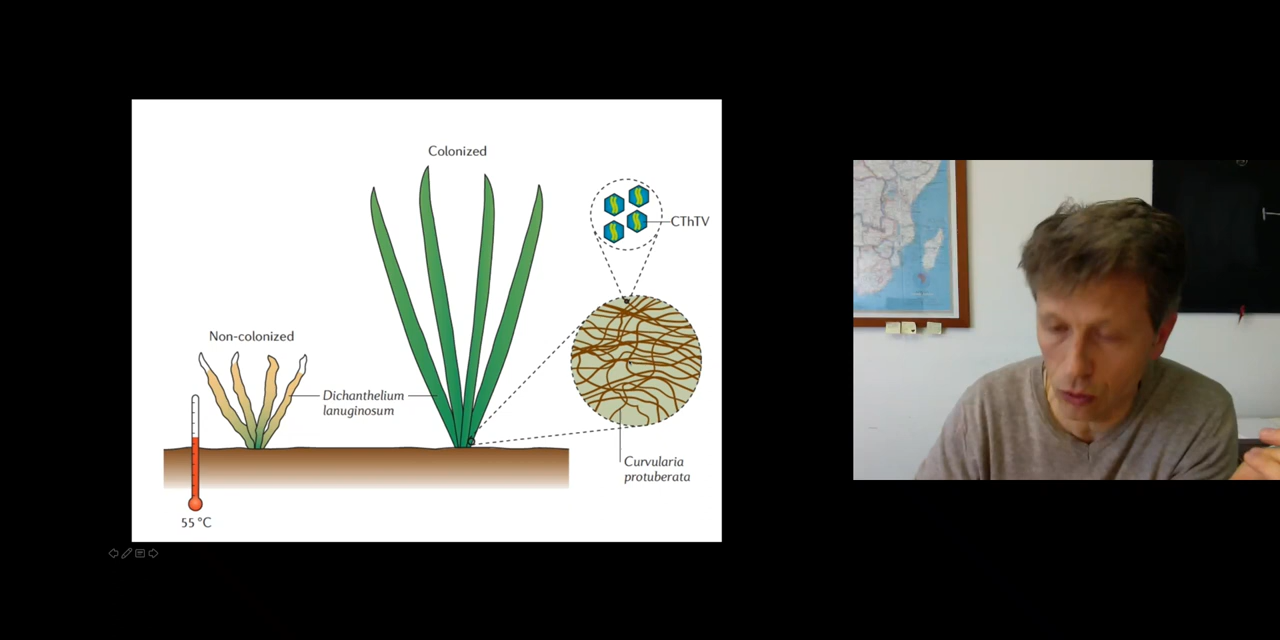 Colonized
CThTV
Non-colonized
Dichanthelium
lanuginosum
Curvularia
protuberata
55 °C